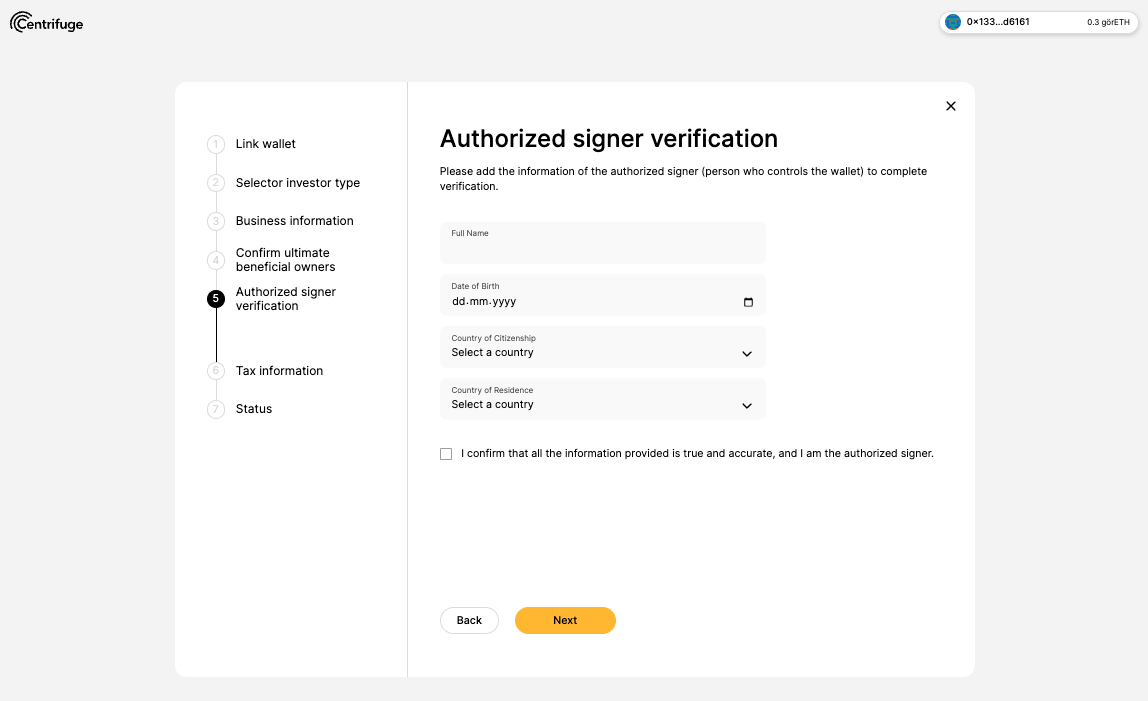 Centrifuge
0x133...d6161
0.3 görETH
1
Link wallet
2
Selector investor type
3
Business information
4
Confirm ultimate
beneficial owners
5
Authorized signer
verification
6
Tax information
7
Status
Authorized signer verification
Please add the information of the authorized signer (person who controls the wallet) to complete
verification.
Full Name
Date of Birth
dd.mm.yyyy
Country of Citizenship
Select a country
Country of Residence
Select a country
I confirm that all the information provided is true and accurate, and I am the authorized signer.
Back
Next